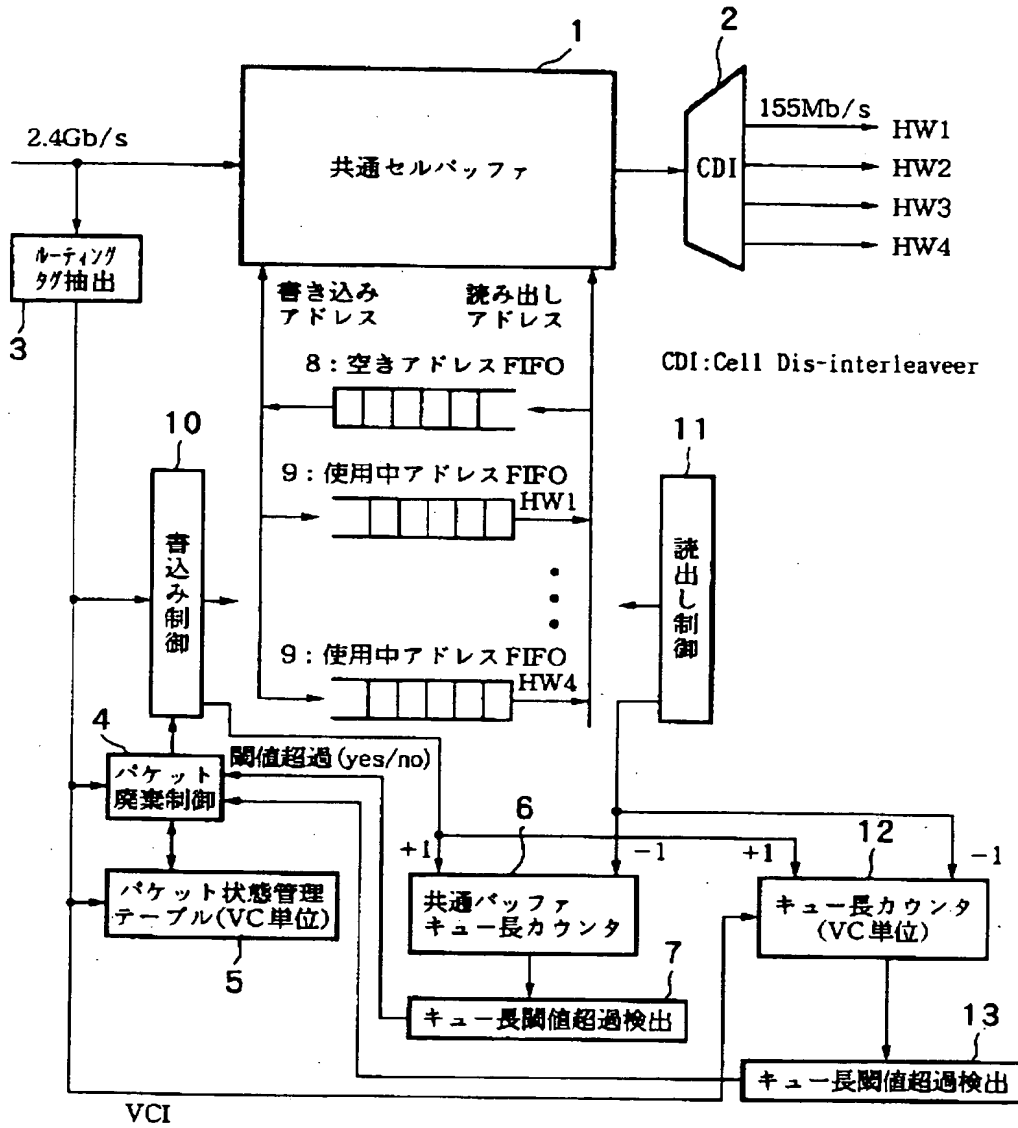 1
2
2.4Gb/s
155Mb/s
HW1
共通セルバッファ
CDI
HW2
HW3
HW4
ルーティング
タグ抽出
3
書き込み
アドレス
読み出し
アドレス
8：空きアドレスFIFO
CDI:Cell Dis-interleaveer
10
11
9：使用中アドレスFIFO
HW1
書込み制御
読出し制御
9：使用中アドレスFIFO
HW4
4
閾値超過(yes/no)
パケット
廃棄制御
6
12
+1
-1
+1
-1
パケット状態管理
テーブル(VC単位)
5
共通バッファ
キュー長カウンタ
キュー長カウンタ
(VC単位)
7
キュー長閾値超過検出
13
キュー長閾値超過検出
VCI